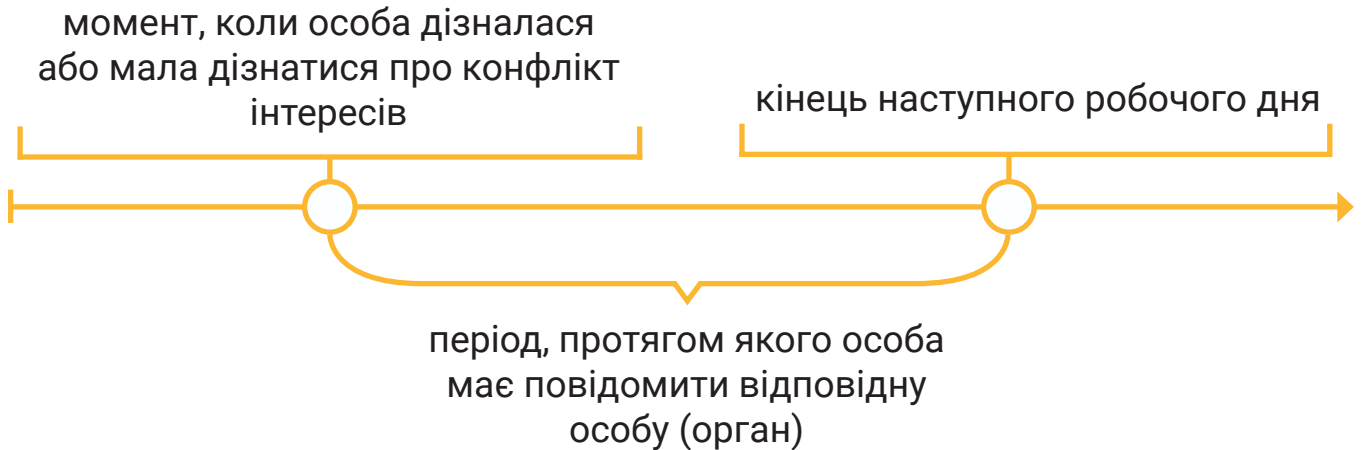 момент, коли особа дізналася
або мала дізнатися про конфлікт
інтересів
кінець наступного робочого дня
період, протягом якого особа
має повідомити відповідну
особу (орган)